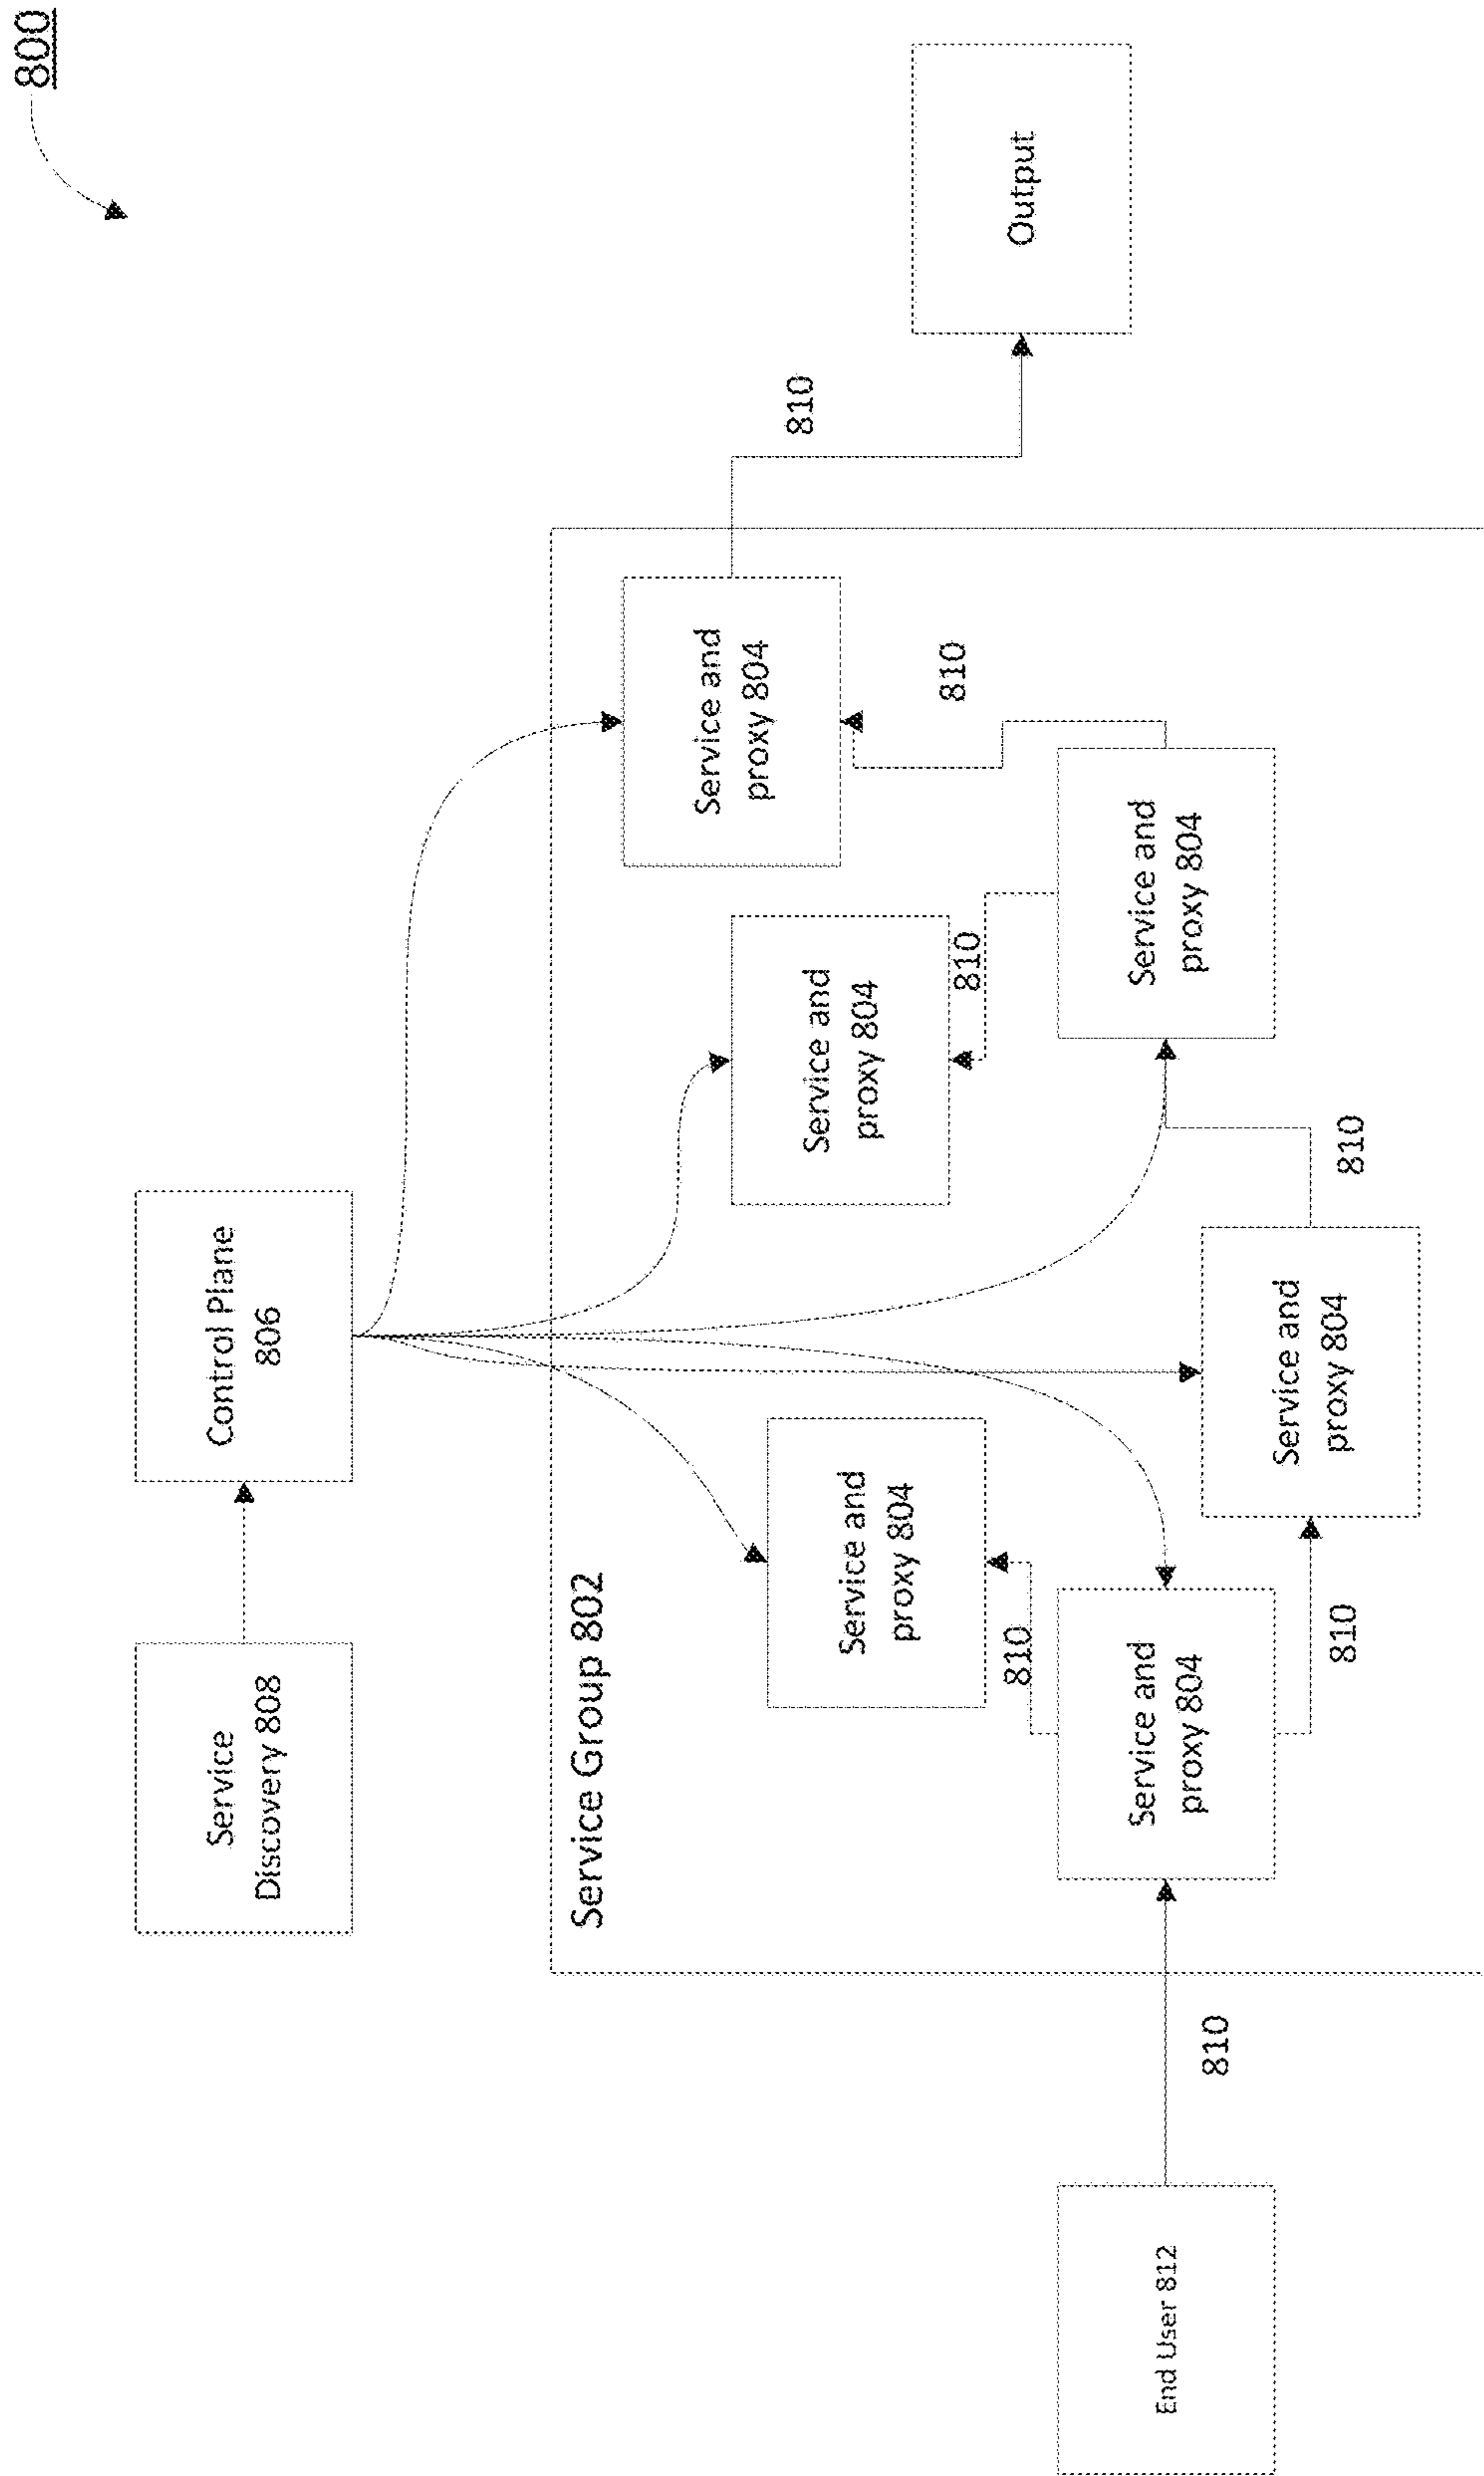 800
Service
Discovery 808
Control Plane
806
Service Group 802
Service and
proxy 804
810
Service and
proxy 804
810
Service and
proxy 804
810
Service and
proxy 804
810
Service and
proxy 804
810
Service and
proxy 804
810
810
End User 812
Output